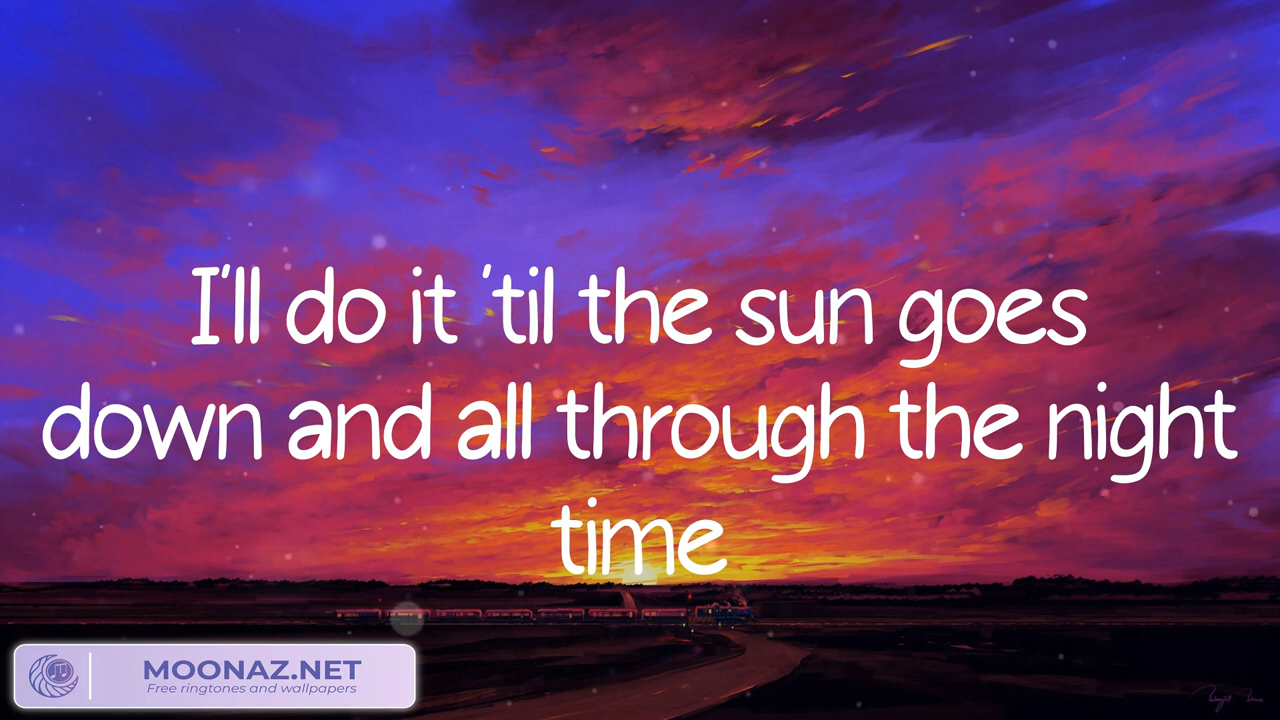 I'll do it 'til the sun goes
down and all through the night
time
MOONAZ.NET
Free ringtones and wallpapers